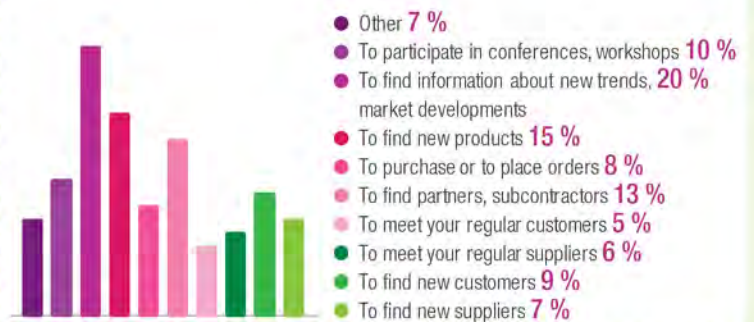 Other 7 %
To participate in conferences, workshops 10 %
To find information about new trends, 20 %
market developments
To find new products 15 %
To purchase or to place orders 8 %
To find partners, subcontractors 13 %
To meet your regular customers 5 %
To meet your regular suppliers 6 %
To find new customers 9 %
To find new suppliers 7 %